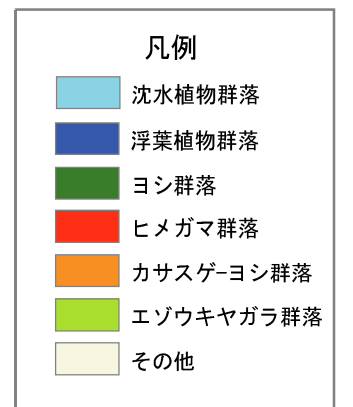 凡例
沈水植物群落
浮葉植物群落
ヨシ群落
ヒメガマ群落
カサスゲ−ヨシ群落
エゾウキヤガラ群落
その他